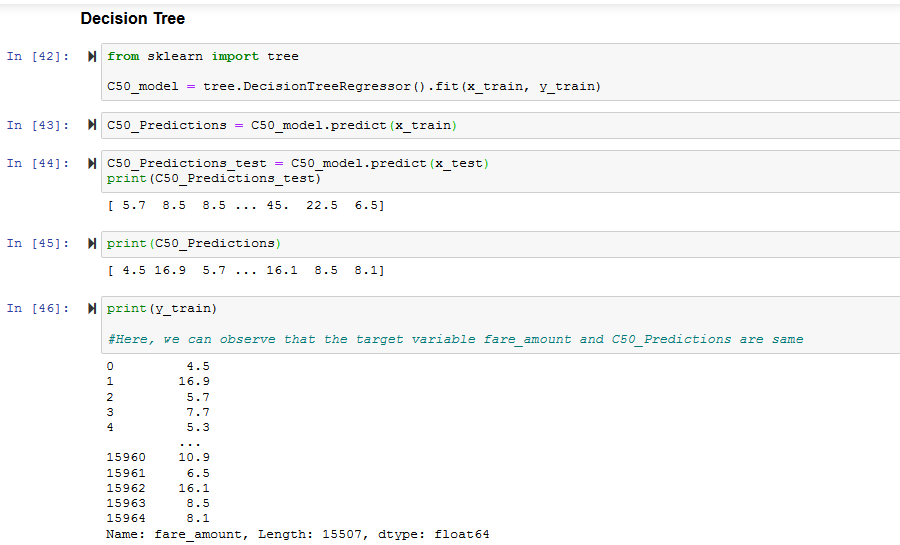 Decision Tree
In [42]: from sklearn import tree
C50_model = tree.DecisionTreeRegressor().fit(x_train, y_train)
In [43]: C50_Predictions = C50_model.predict(x_train)
In [44]: C50_Predictions_test = C50_model.predict(x_test)
print(C50_Predictions_test)
[ 5.7  8.5  8.5 ... 45.  22.5  6.5]
In [45]: print(C50_Predictions)
[ 4.5 16.9  5.7 ... 16.1  8.5  8.1]
In [46]: print(y_train)
#Here, we can observe that the target variable fare_amount and C50_Predictions are same
0         4.5
1        16.9
2         5.7
3         7.7
4         5.3
...
15960    10.9
15961     6.5
15962    16.1
15963     8.5
15964     8.1
Name: fare_amount, Length: 15507, dtype: float64